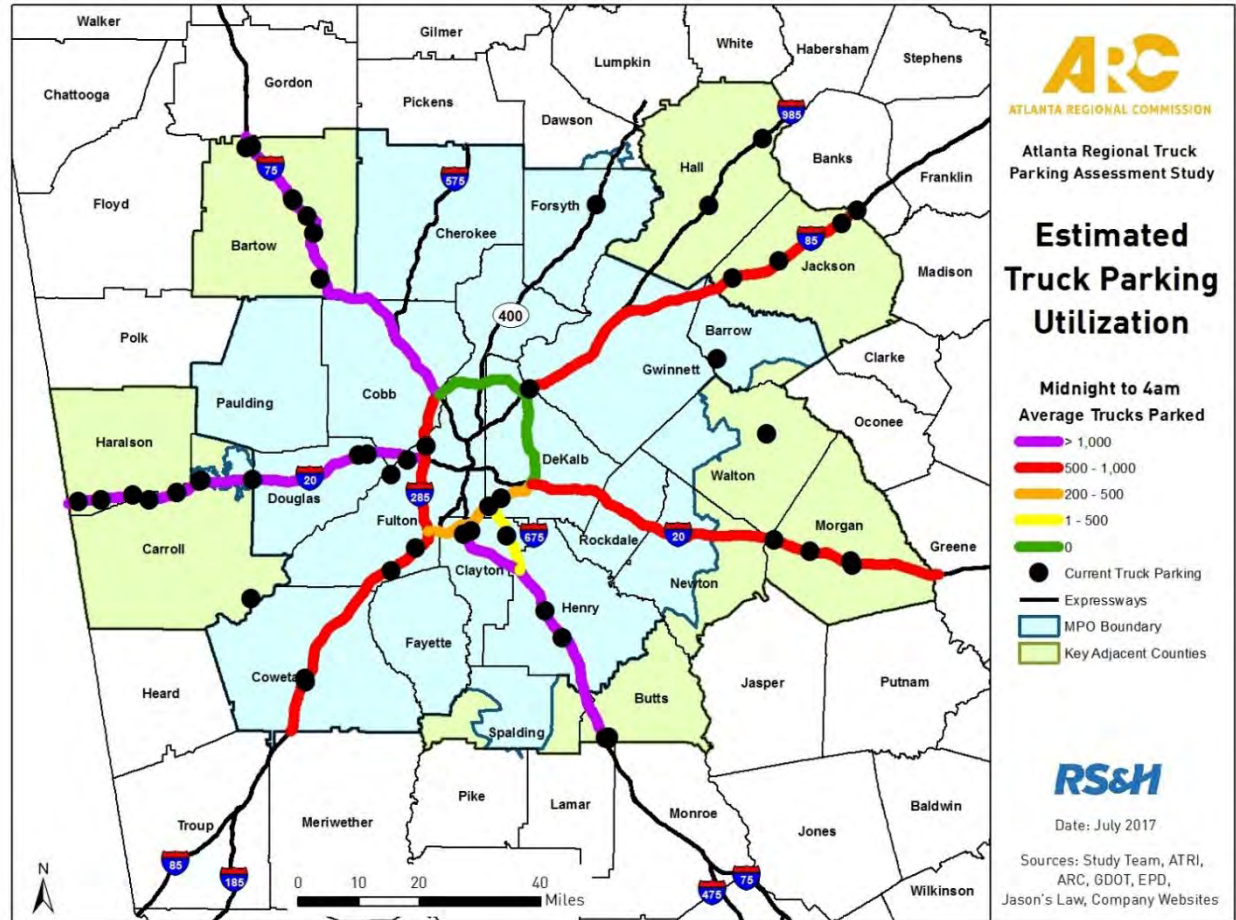 Walker
Gilmer
White
Habersham
Stephens
Lumpkin
Gordon
Chattooga
Pickens
Dawson
985
Banks
Franklin
Hall
75
575
Floyd
Forsyth
Cherokee
Bartow
85
Jackson
Madison
400
Polk
Barrow
Clarke
Gwinnett
Cobb
Paulding
Oconee
Haralson
DeKalb
Walton
20
Douglas
285
Fulton
675
Rockdale
20
Morgan
Greene
Carroll
Clayton
Newton
Henry
Fayette
Coweta
Heard
Butts
Jasper
Putnam
Spalding
Pike
Lamar
Monroe
Baldwin
Troup
Meriwether
Jones
85
185
75
475
Wilkinson
N
0 10 20 40
Miles
ARC
ATLANTA REGIONAL COMMISSION
Atlanta Regional Truck
Parking Assessment Study
Estimated
Truck Parking
Utilization
Midnight to 4am
Average Trucks Parked
> 1,000
500 - 1,000
200 - 500
1 - 500
0
Current Truck Parking
Expressways
MPO Boundary
Key Adjacent Counties
RS&H
Date: July 2017
Sources: Study Team, ATRI,
ARC, GDOT, EPD,
Jason's Law, Company Websites